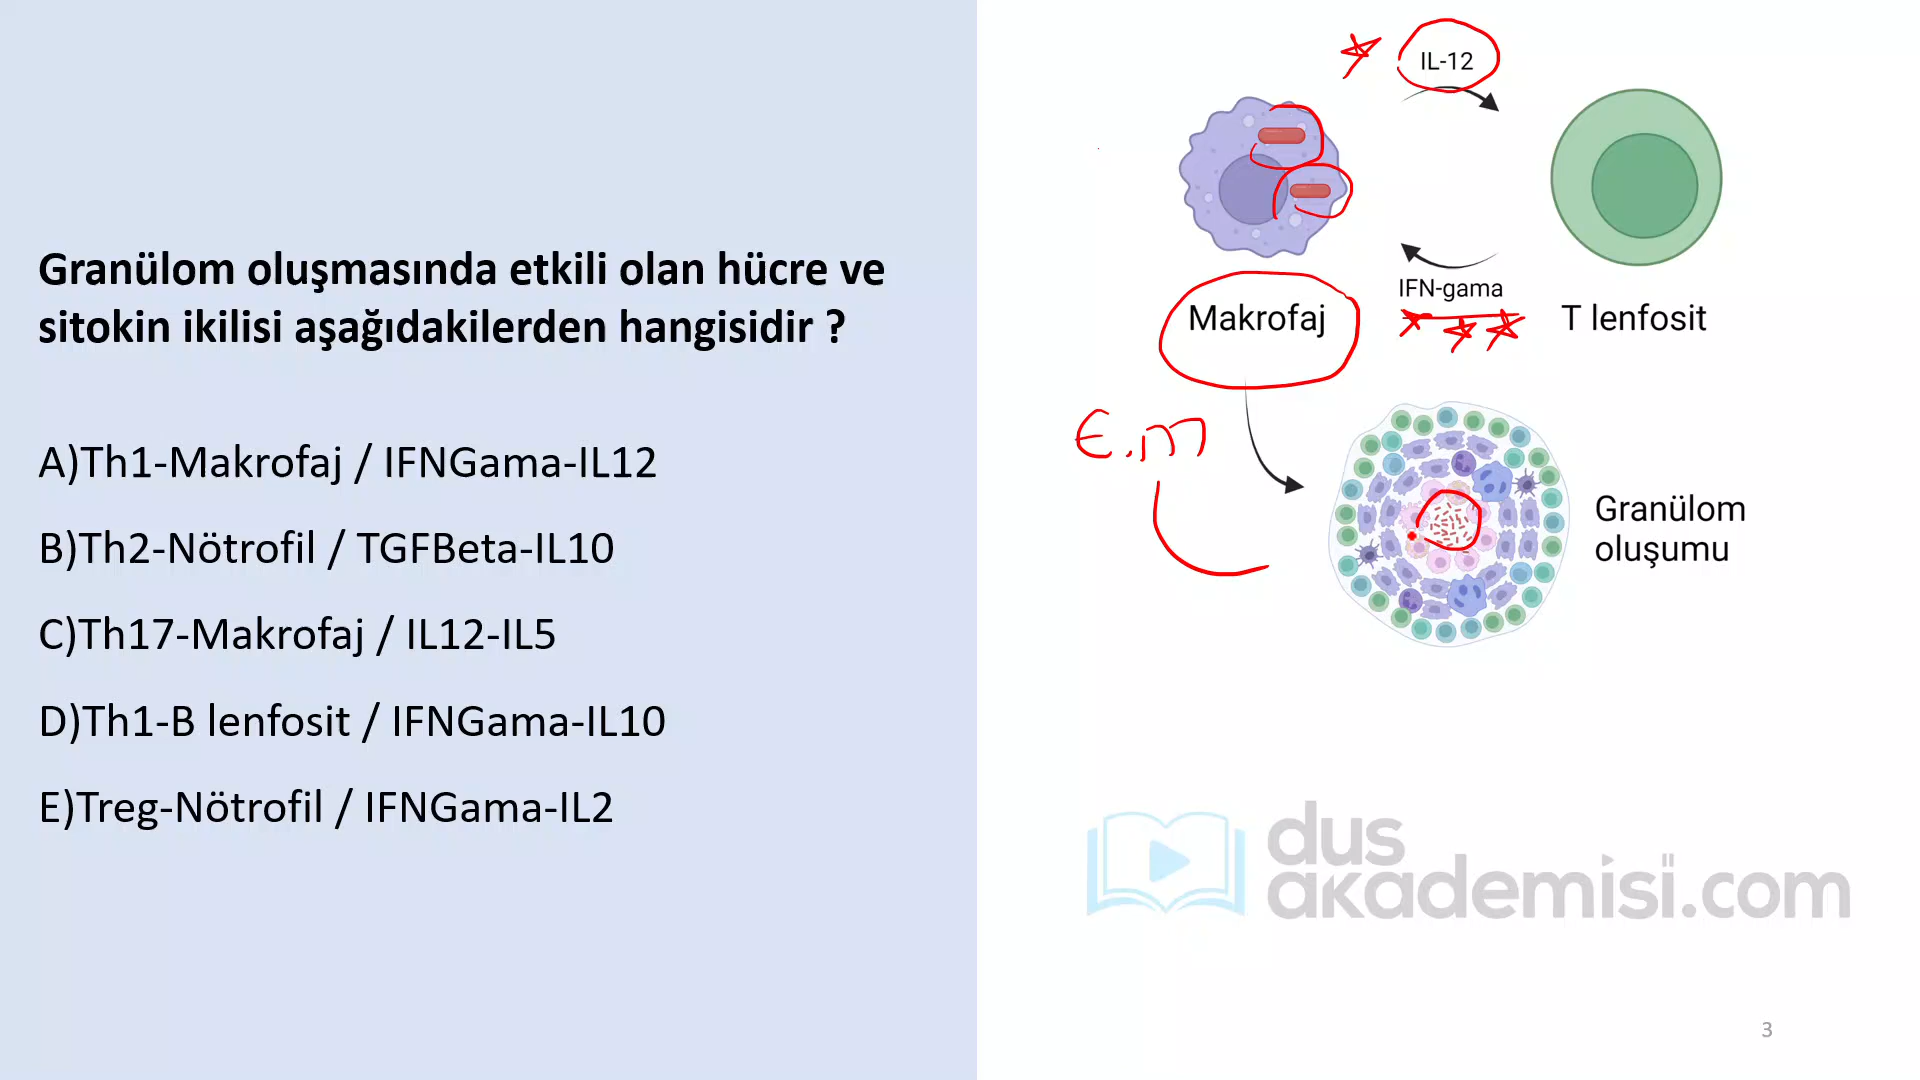 Granülom oluşmasında etkili olan hücre ve
sitokin ikilisi aşağıdakilerden hangisidir ?
A)Th1-Makrofaj / IFNGama-IL12
B)Th2-Nötrofil / TGFBeta-IL10
C)Th17-Makrofaj / IL12-IL5
D)Th1-B lenfosit / IFNGama-IL10
E)Treg-Nötrofil / IFNGama-IL2
IL-12
IFN-gama
Makrofaj
T lenfosit
E.m
Granülom
oluşumu
dus
akademisi.com
3